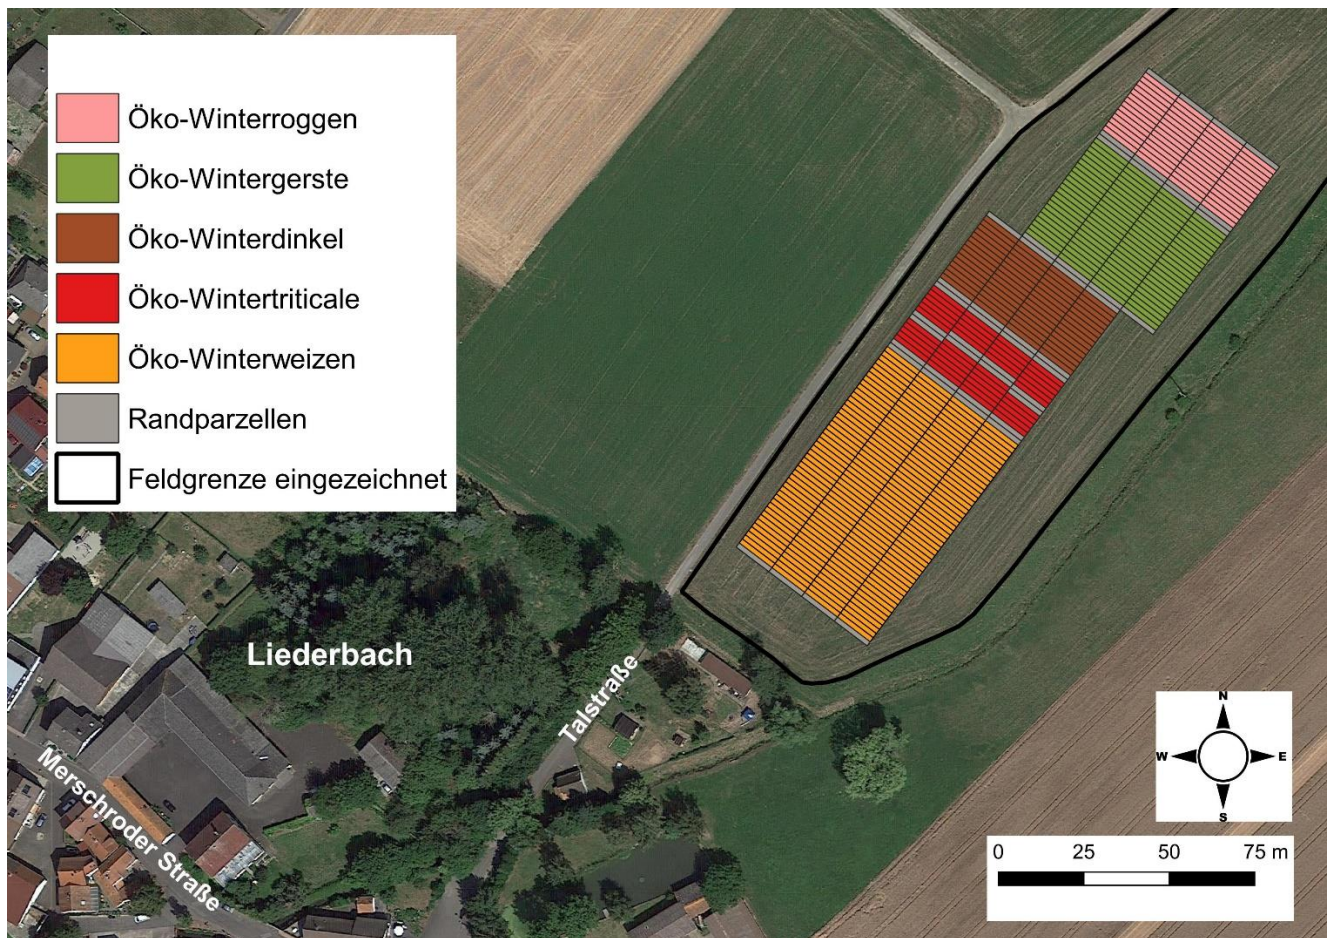 Öko-Winterroggen
Öko-Wintergerste
Öko-Winterdinkel
Öko-Wintertriticale
Öko-Winterweizen
Randparzellen
Feldgrenze eingezeichnet
Liederbach
Talstraße
Merschroder Straße
N
W E
S
0 25 50 75 m